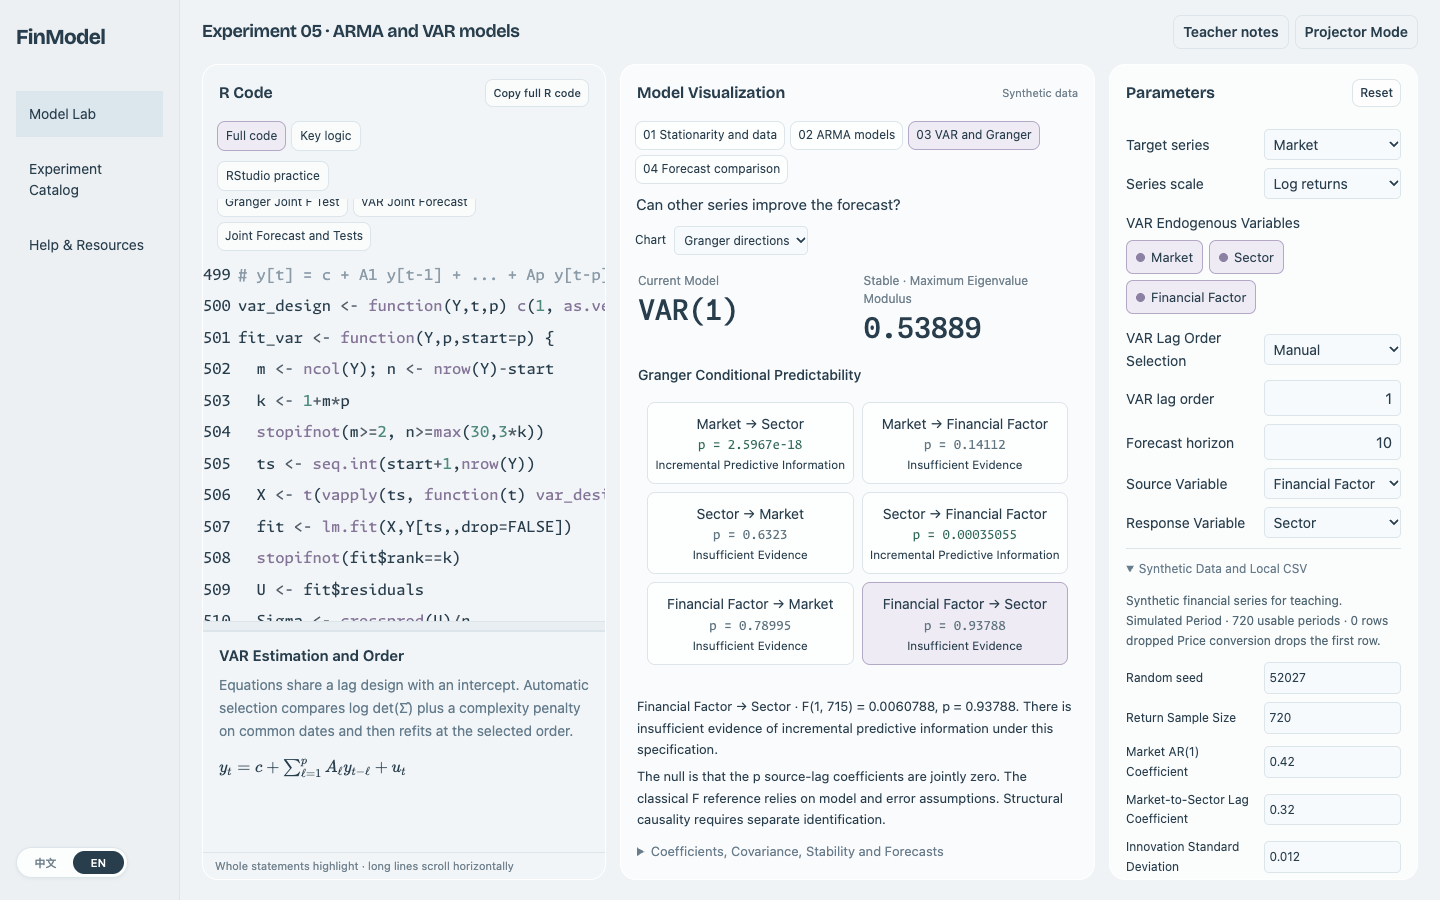 FinModel
Model Lab
Experiment
Catalog
Help & Resources
中文
EN
Experiment 05 · ARMA and VAR models
Teacher notes
Projector Mode
R Code
Copy full R code
Full code
Key logic
RStudio practice
Granger Joint F Test
VAR Joint Forecast
Joint Forecast and Tests
499 # y[t] = c + A1 y[t-1] + ... + Ap y[t-p]
500 var_design <- function(Y,t,p) c(1, as.ve
501 fit_var <- function(Y,p,start=p) {
502 m <- ncol(Y); n <- nrow(Y)-start
503 k <- 1+m*p
504 stopifnot(m>=2, n>=max(30,3*k))
505 ts <- seq.int(start+1,nrow(Y))
506 X <- t(vapply(ts, function(t) var_desi
507 fit <- lm.fit(X,Y[ts,,drop=FALSE])
508 stopifnot(fit$rank==k)
509 U <- fit$residuals
510 Sigma <- crossprod(U)/n
VAR Estimation and Order
Equations share a lag design with an intercept. Automatic
selection compares log det(Σ̂) plus a complexity penalty
on common dates and then refits at the selected order.
y_t = c + ∑_{ℓ=1}^{p} A_ℓ y_{t−ℓ} + u_t
Whole statements highlight · long lines scroll horizontally
Model Visualization
Synthetic data
01 Stationarity and data
02 ARMA models
03 VAR and Granger
04 Forecast comparison
Can other series improve the forecast?
Chart
Granger directions
Current Model
VAR(1)
Stable · Maximum Eigenvalue
Modulus
0.53889
Granger Conditional Predictability
Market → Sector
p = 2.5967e-18
Incremental Predictive Information
Market → Financial Factor
p = 0.14112
Insufficient Evidence
Sector → Market
p = 0.6323
Insufficient Evidence
Sector → Financial Factor
p = 0.00035055
Incremental Predictive Information
Financial Factor → Market
p = 0.78995
Insufficient Evidence
Financial Factor → Sector
p = 0.93788
Insufficient Evidence
Financial Factor → Sector · F(1, 715) = 0.0060788, p = 0.93788. There is
insufficient evidence of incremental predictive information under this
specification.
The null is that the p source-lag coefficients are jointly zero. The
classical F reference relies on model and error assumptions. Structural
causality requires separate identification.
▶ Coefficients, Covariance, Stability and Forecasts
Parameters
Reset
Target series
Market
Series scale
Log returns
VAR Endogenous Variables
Market
Sector
Financial Factor
VAR Lag Order
Selection
Manual
VAR lag order
1
Forecast horizon
10
Source Variable
Financial Factor
Response Variable
Sector
▼ Synthetic Data and Local CSV
Synthetic financial series for teaching.
Simulated Period · 720 usable periods · 0 rows
dropped Price conversion drops the first row.
Random seed
52027
Return Sample Size
720
Market AR(1)
Coefficient
0.42
Market-to-Sector Lag
Coefficient
0.32
Innovation Standard
Deviation
0.012